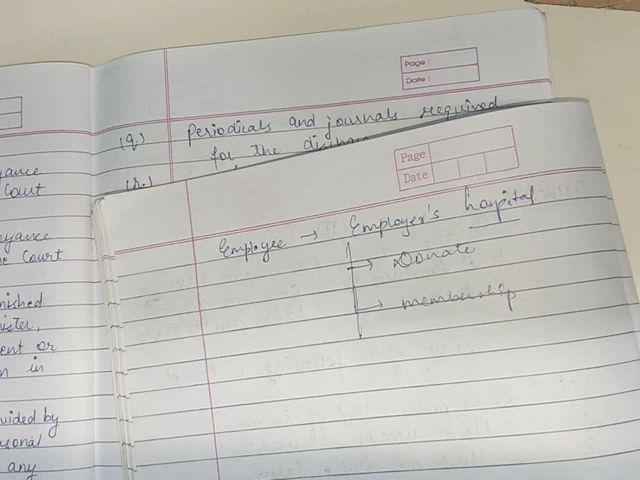 yance
Court
eyance
e Court
nished
ister,
ent or
n in
vided by
sonal
any
Page :
Date :
(q.) Periodicals and journals required
for the
(r.)
Page
Date
Employee → Employer's hospital
→ Donate
→ membership